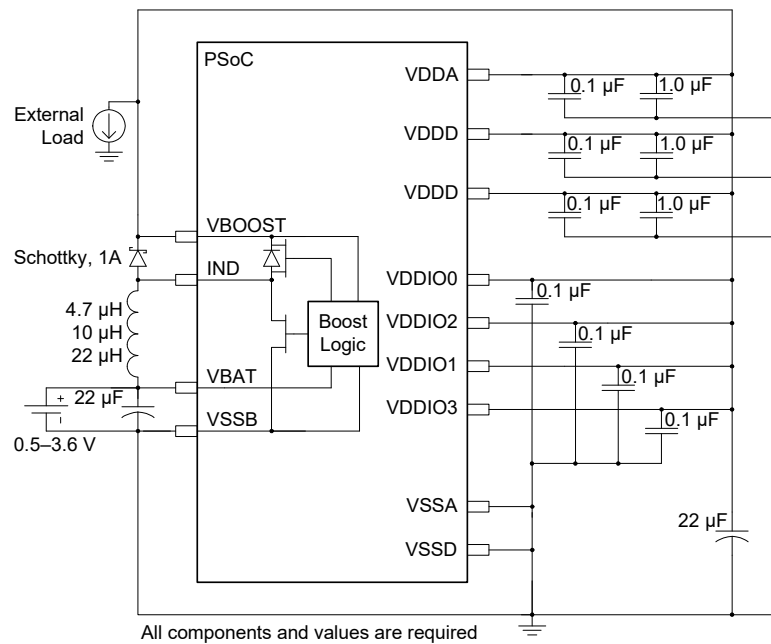 PSoC
VDDA
0.1 µF
1.0 µF
External
Load
VDDD
0.1 µF
1.0 µF
VDDD
0.1 µF
1.0 µF
VBOOST
Schottky, 1A
IND
VDDIO0
0.1 µF
4.7 µH
10 µH
22 µH
Boost
Logic
VDDIO2
0.1 µF
VDDIO1
0.1 µF
VBAT
22 µF
VDDIO3
0.1 µF
VSSB
0.5–3.6 V
VSSA
22 µF
VSSD
All components and values are required